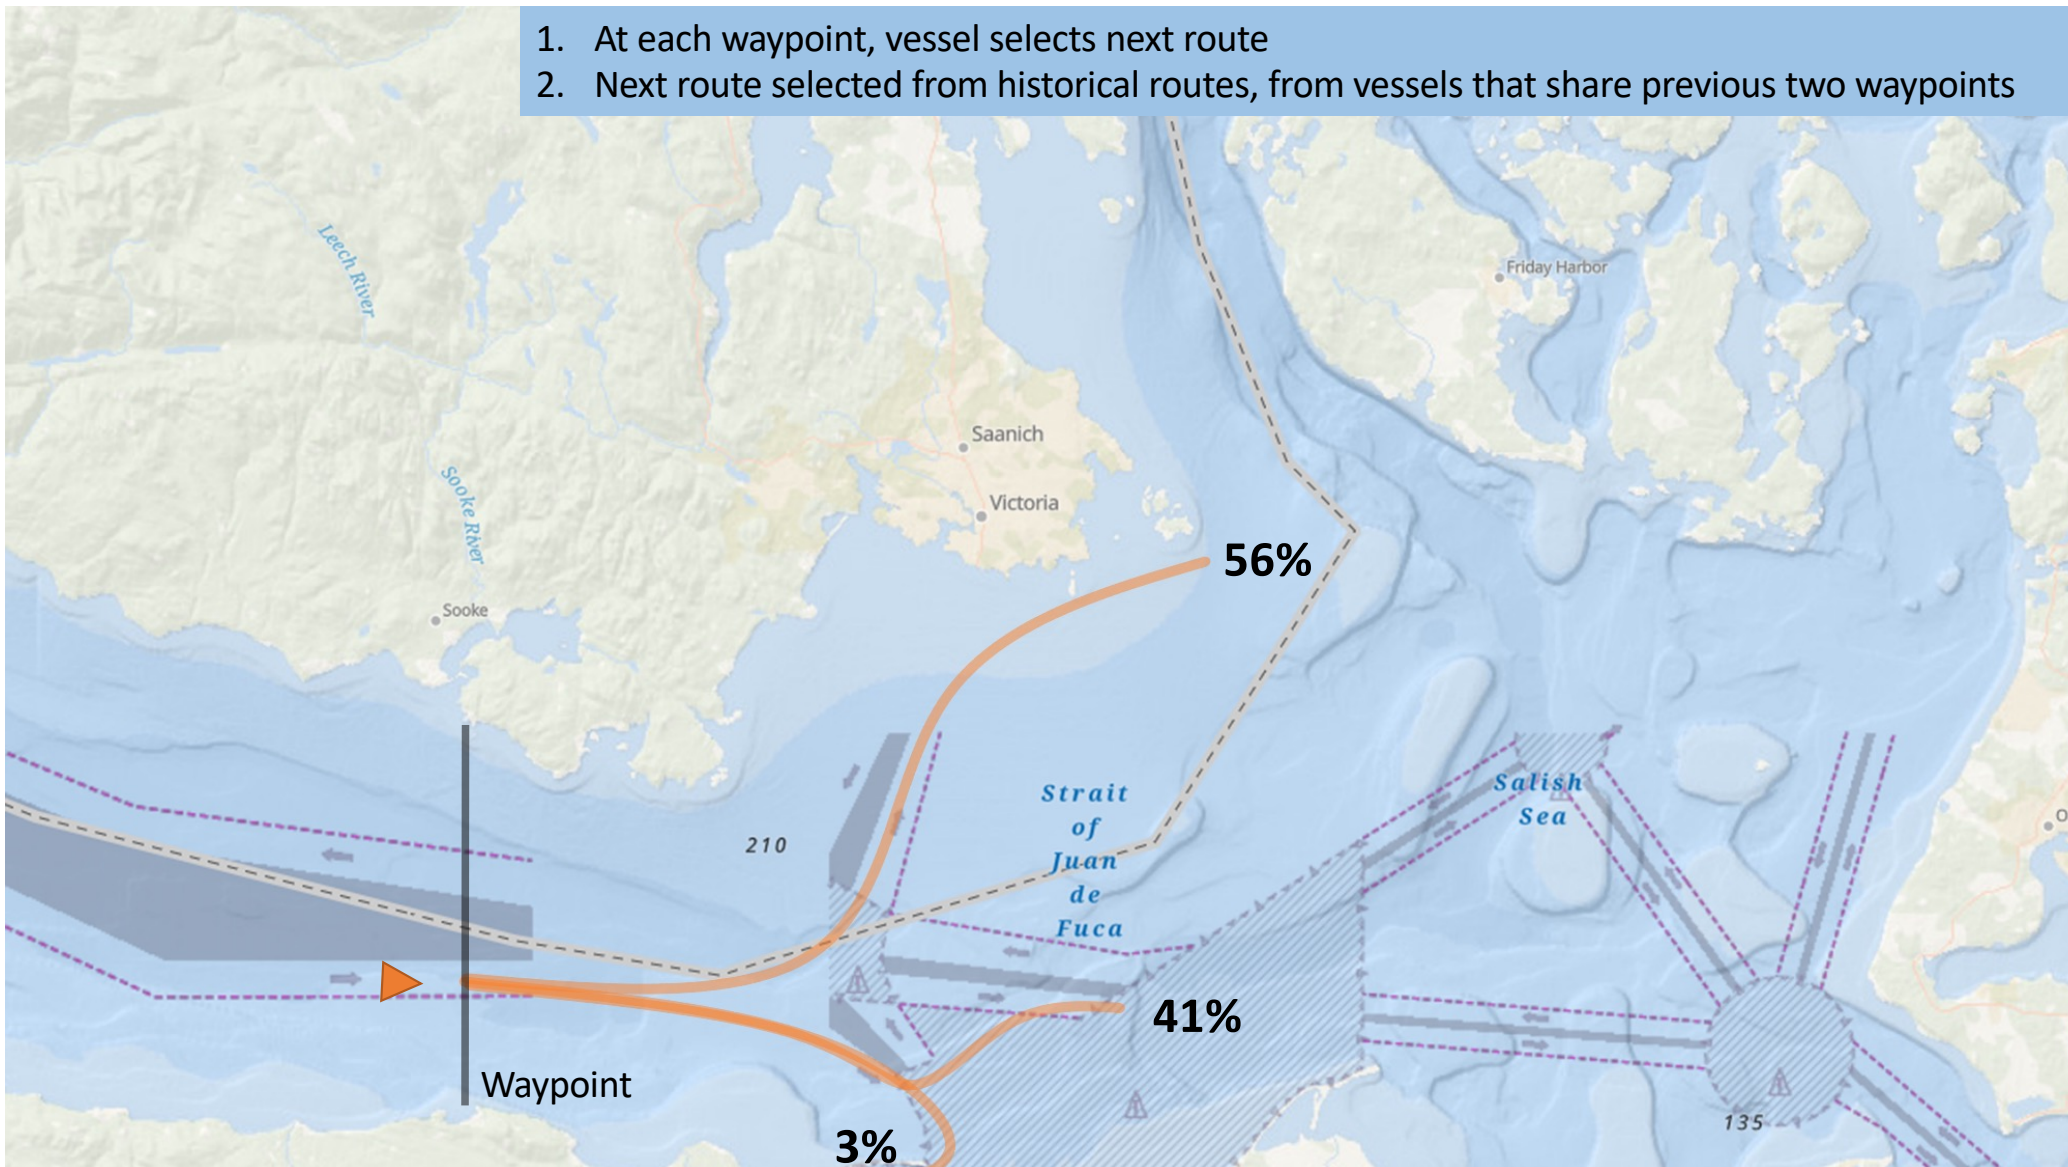 1. At each waypoint, vessel selects next route
2. Next route selected from historical routes, from vessels that share previous two waypoints
Leech River
Friday Harbor
Saanich
Sooke River
Victoria
56%
Sooke
Strait
of
Juan
de
Fuca
Salish
Sea
210
O
41%
Waypoint
135
3%